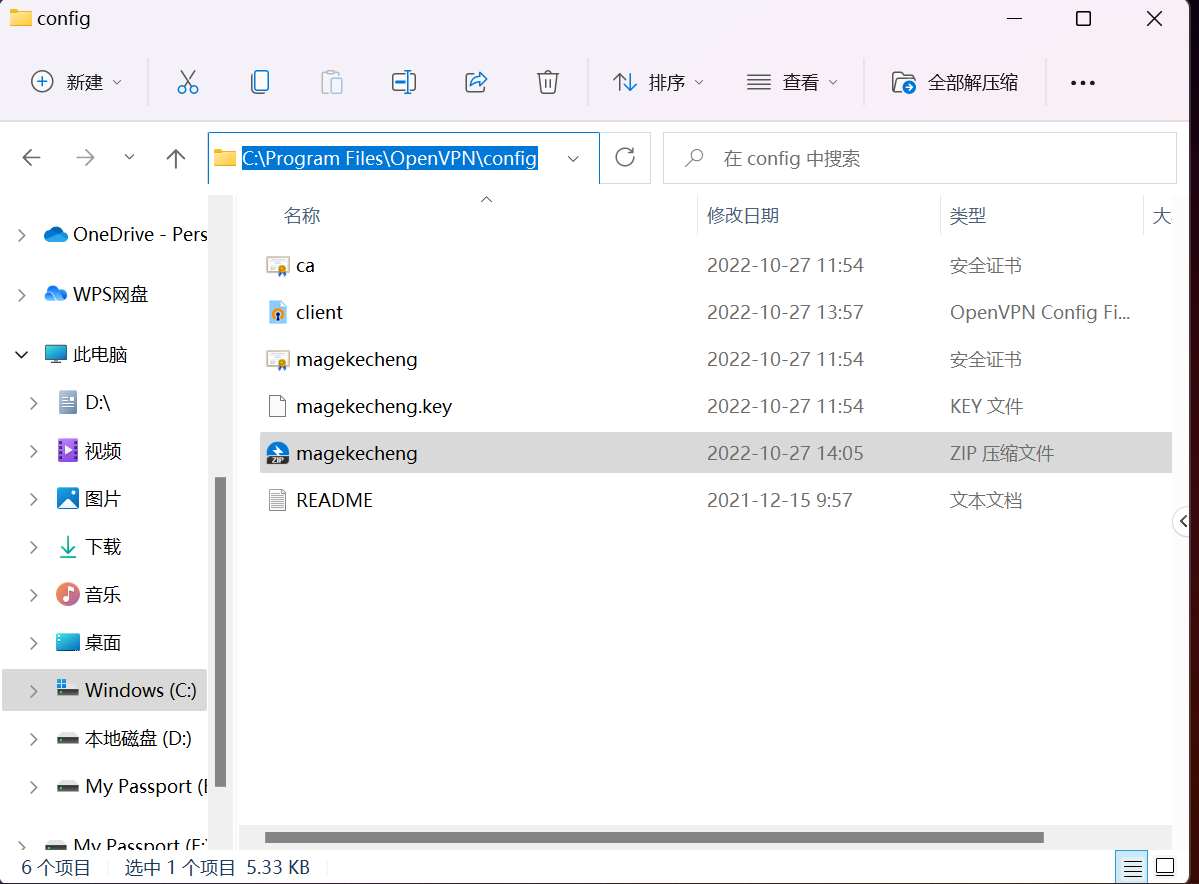 config
新建
排序
查看
全部解压缩
C:\Program Files\OpenVPN\config
在 config 中搜索
名称 修改日期 类型 大
OneDrive - Pers
WPS网盘
此电脑
D:\
视频
图片
下载
音乐
桌面
Windows (C:)
本地磁盘 (D:)
My Passport (E
My Passport (E:)
ca 2022-10-27 11:54 安全证书
client 2022-10-27 13:57 OpenVPN Config Fi...
magekecheng 2022-10-27 11:54 安全证书
magekecheng.key 2022-10-27 11:54 KEY 文件
ZIP
magekecheng 2022-10-27 14:05 ZIP 压缩文件
README 2021-12-15 9:57 文本文档
6 个项目 选中 1 个项目 5.33 KB